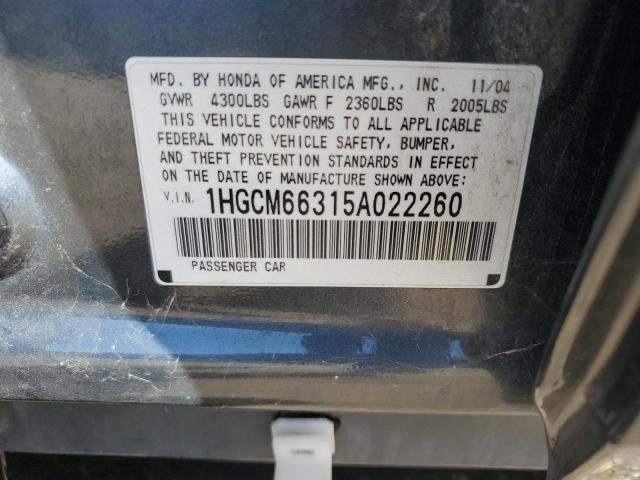 MFD. BY HONDA OF AMERICA MFG., INC. 11/04
GVWR 4300LBS GAWR F 2360LBS R 2005LBS
THIS VEHICLE CONFORMS TO ALL APPLICABLE
FEDERAL MOTOR VEHICLE SAFETY, BUMPER,
AND THEFT PREVENTION STANDARDS IN EFFECT
ON THE DATE OF MANUFACTURE SHOWN ABOVE:
V.I.N. 1HGCM66315A022260
PASSENGER CAR